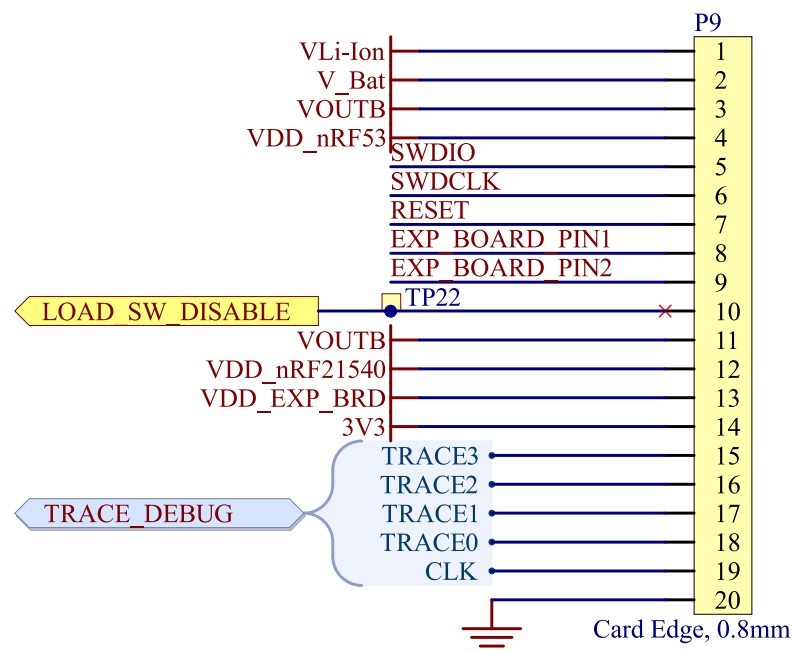 P9
VLi-Ion 1
V_Bat 2
VOUTB 3
VDD_nRF53 4
SWDIO 5
SWDCLK 6
RESET 7
EXP_BOARD_PIN1 8
EXP_BOARD_PIN2 9
TP22
LOAD_SW_DISABLE 10
VOUTB 11
VDD_nRF21540 12
VDD_EXP_BRD 13
3V3 14
TRACE3 15
TRACE2 16
TRACE_DEBUG TRACE1 17
TRACE0 18
CLK 19
20
Card Edge, 0.8mm